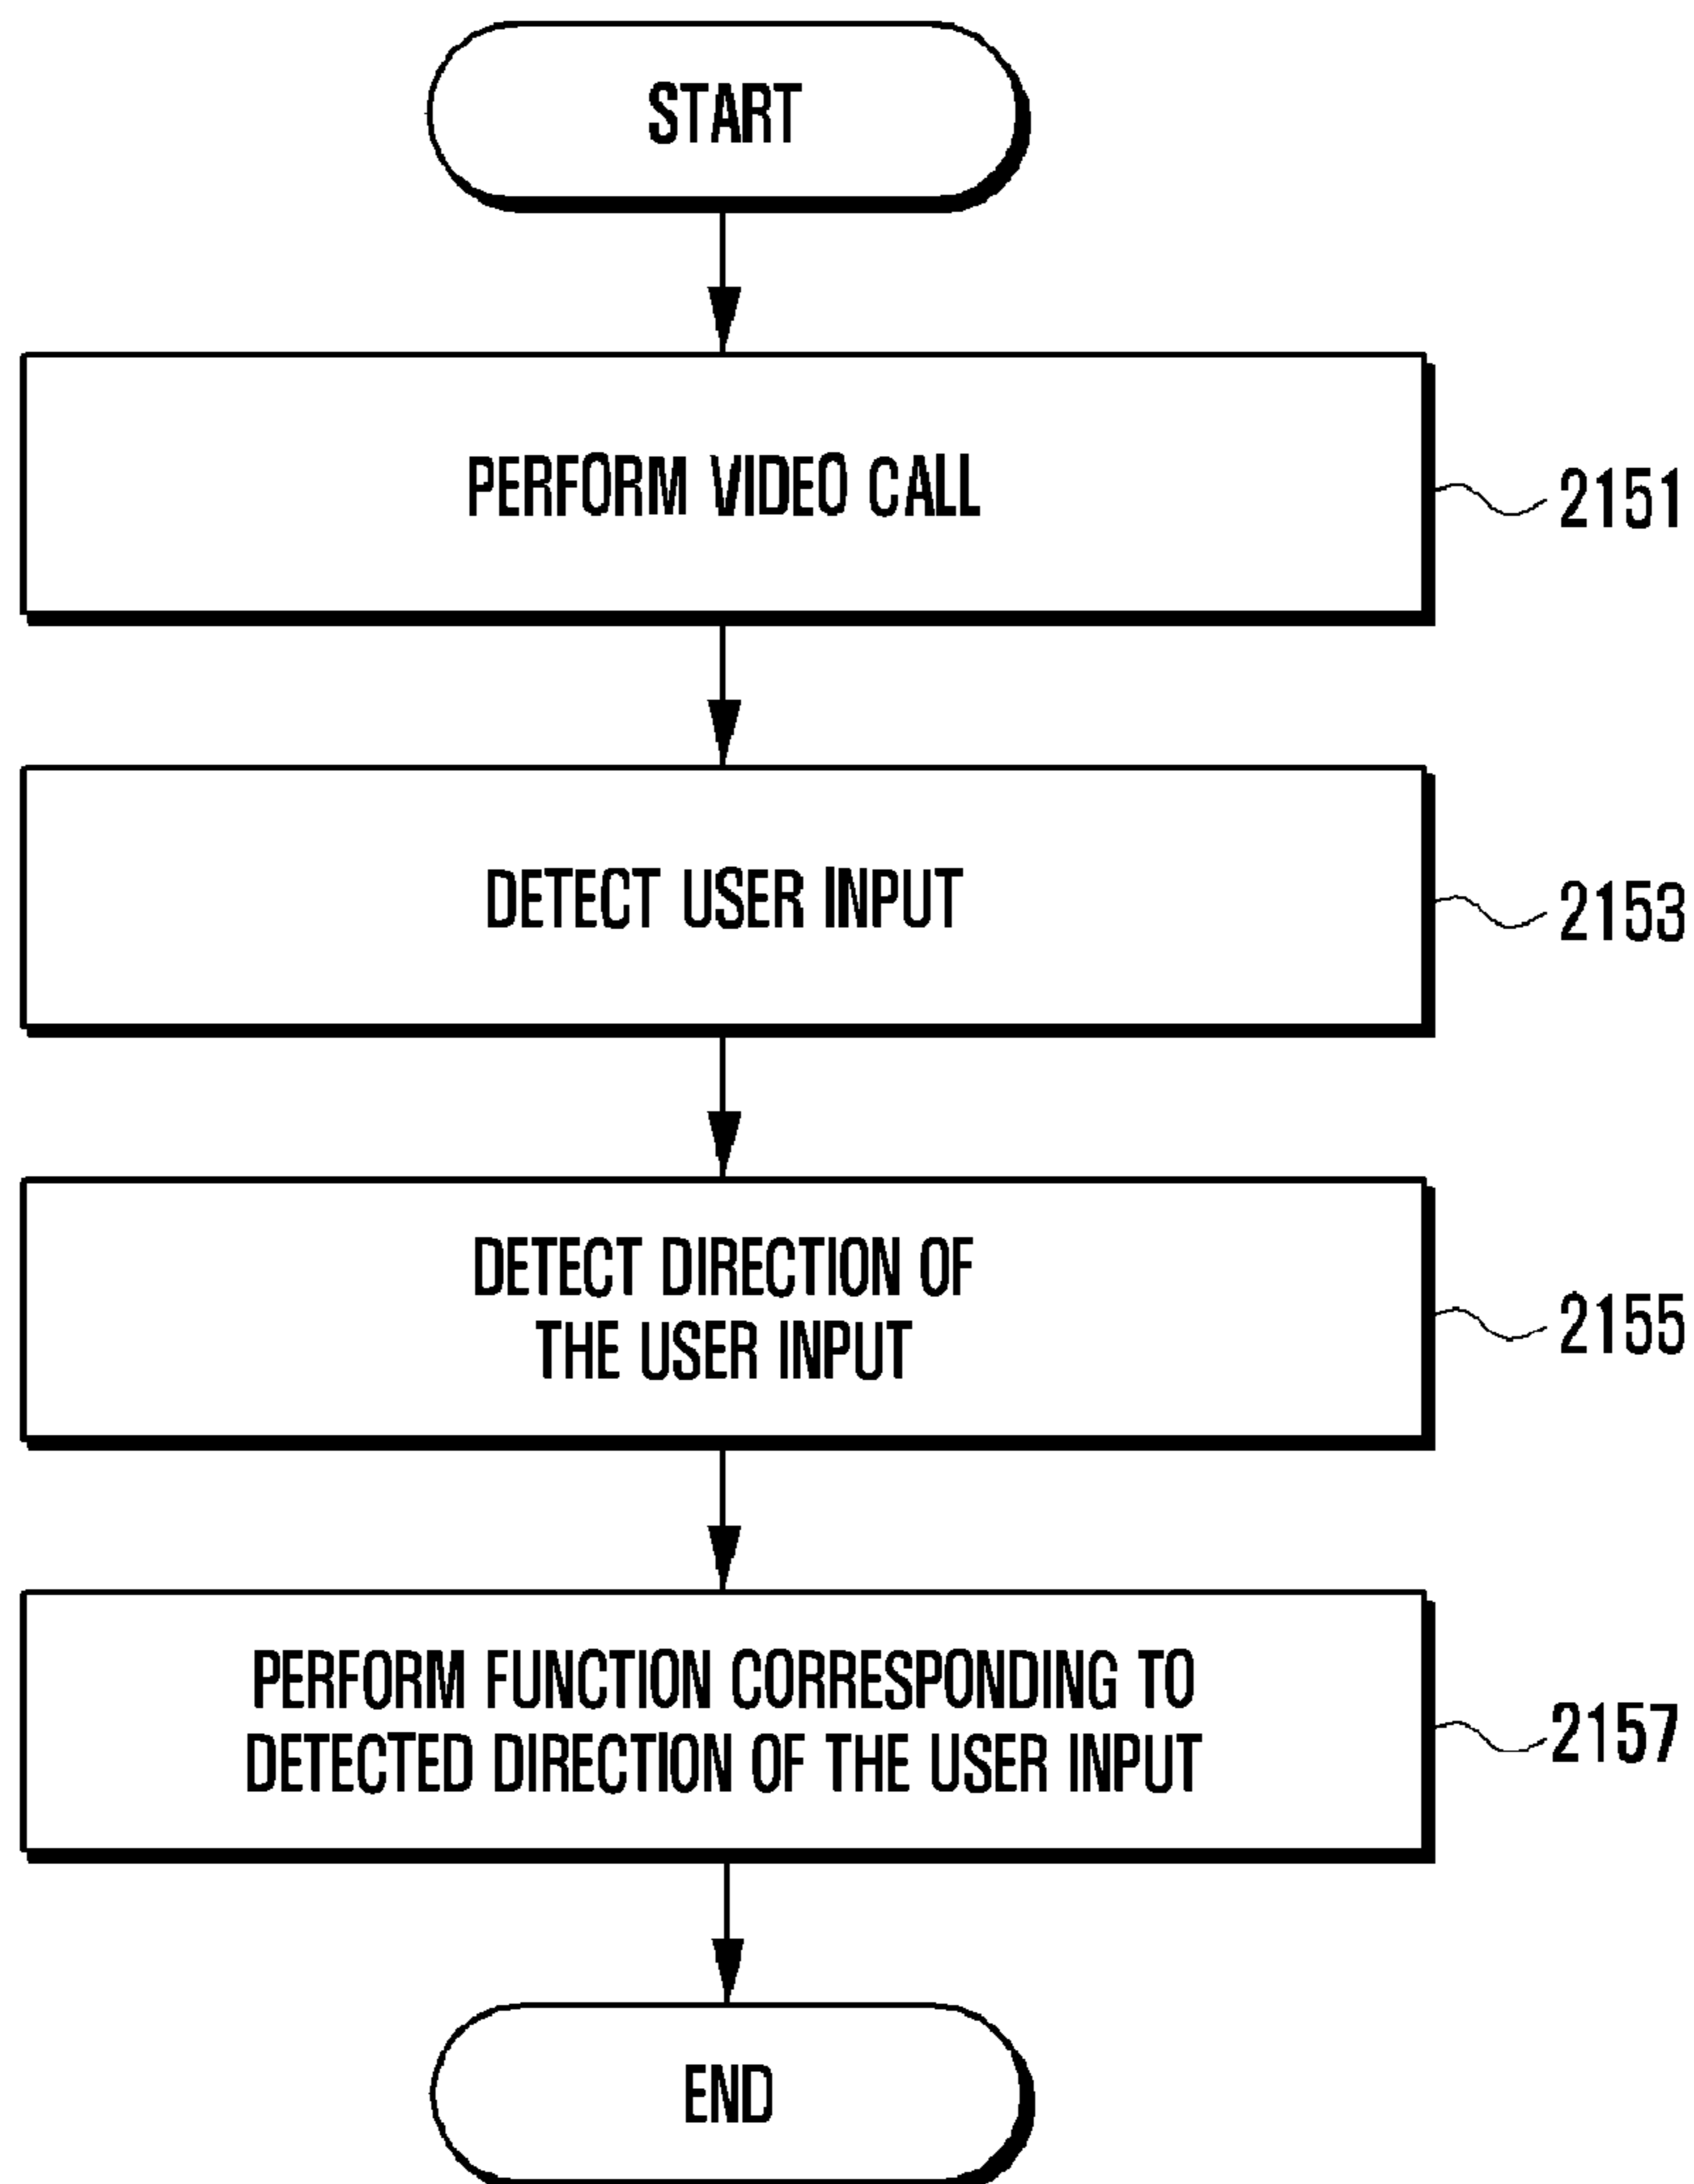 START
PERFORM VIDEO CALL
2151
DETECT USER INPUT
2153
DETECT DIRECTION OF
THE USER INPUT
2155
PERFORM FUNCTION CORRESPONDING TO
DETECTED DIRECTION OF THE USER INPUT
2157
END